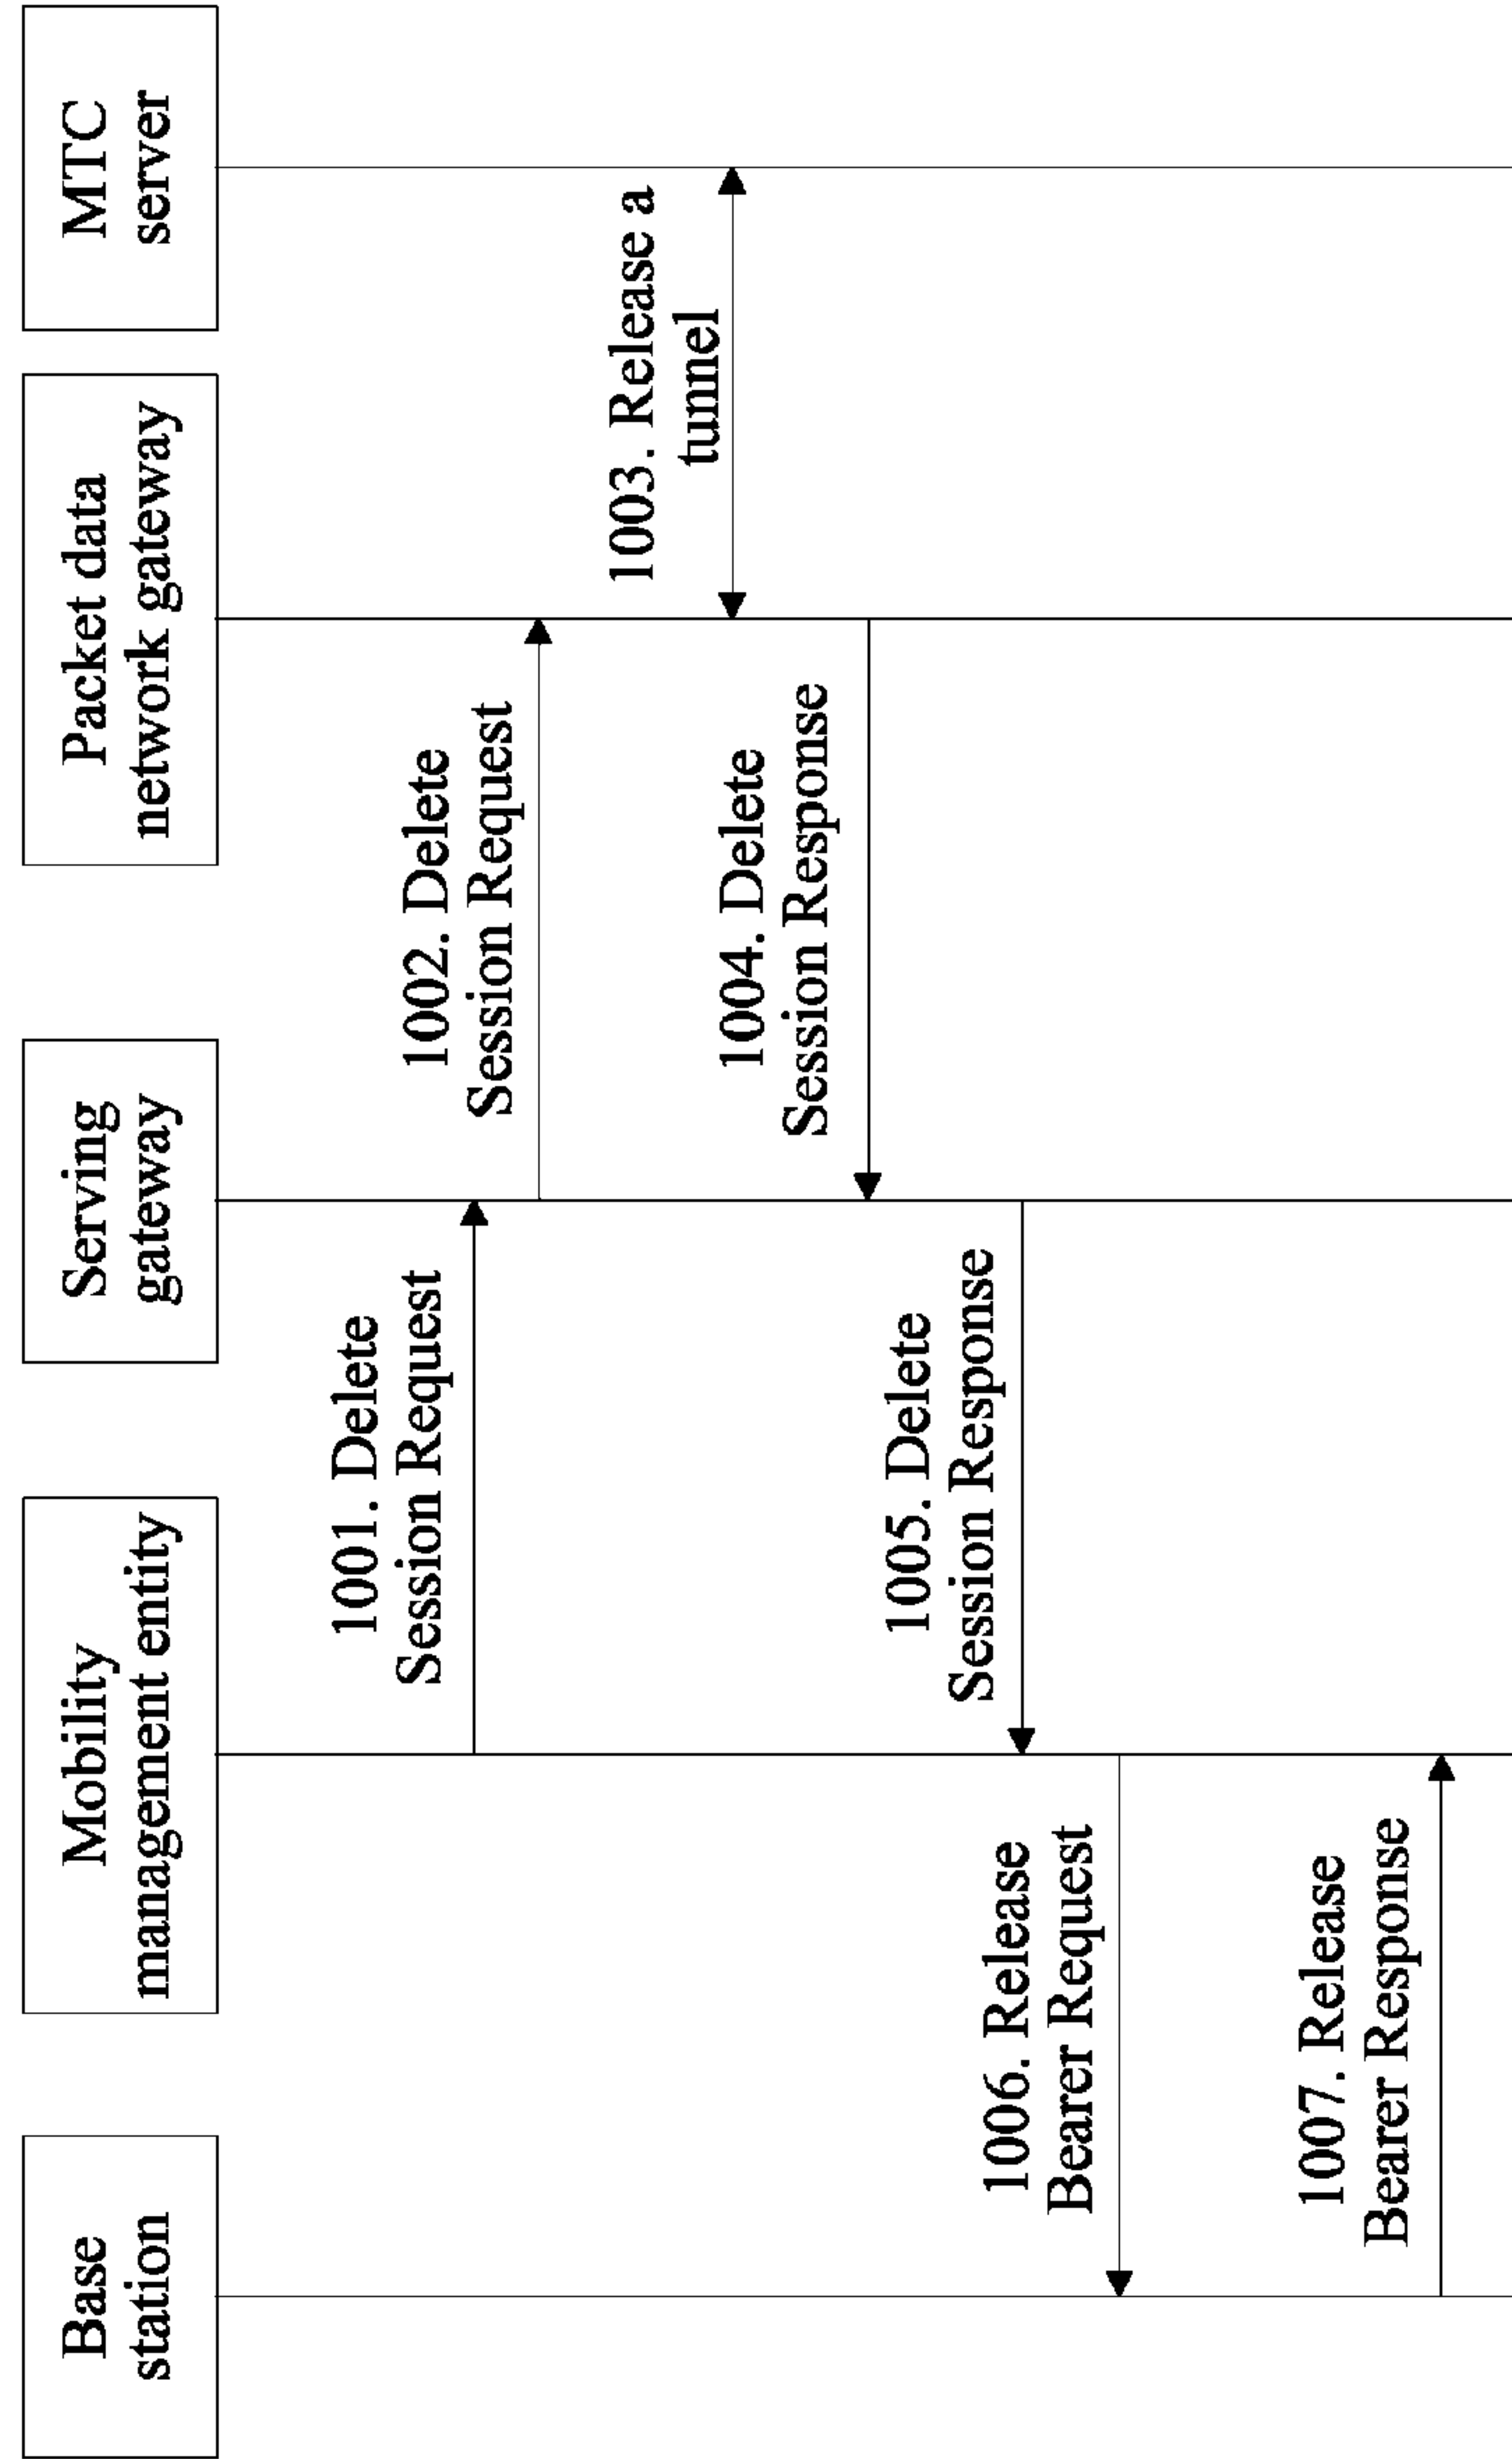 Base
station
Mobility
management entity
Serving
gateway
Packet data
network gateway
MTC
server
1001. Delete
Session Request
1002. Delete
Session Request
1003. Release a
tunnel
1004. Delete
Session Response
1005. Delete
Session Response
1006. Release
Bearer Request
1007. Release
Bearer Response